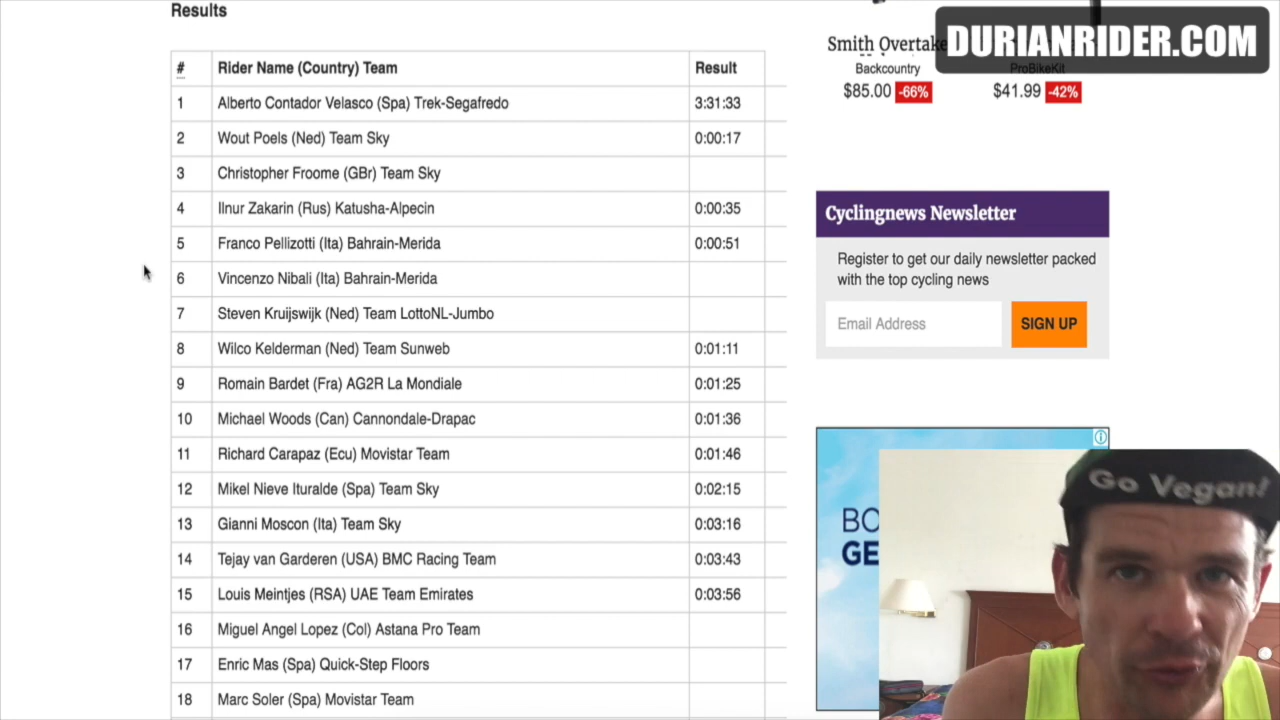 Results
# Rider Name (Country) Team Result
1 Alberto Contador Velasco (Spa) Trek-Segafredo 3:31:33
2 Wout Poels (Ned) Team Sky 0:00:17
3 Christopher Froome (GBr) Team Sky
4 Ilnur Zakarin (Rus) Katusha-Alpecin 0:00:35
5 Franco Pellizotti (Ita) Bahrain-Merida 0:00:51
6 Vincenzo Nibali (Ita) Bahrain-Merida
7 Steven Kruijswijk (Ned) Team LottoNL-Jumbo
8 Wilco Kelderman (Ned) Team Sunweb 0:01:11
9 Romain Bardet (Fra) AG2R La Mondiale 0:01:25
10 Michael Woods (Can) Cannondale-Drapac 0:01:36
11 Richard Carapaz (Ecu) Movistar Team 0:01:46
12 Mikel Nieve Ituralde (Spa) Team Sky 0:02:15
13 Gianni Moscon (Ita) Team Sky 0:03:16
14 Tejay van Garderen (USA) BMC Racing Team 0:03:43
15 Louis Meintjes (RSA) UAE Team Emirates 0:03:56
16 Miguel Angel Lopez (Col) Astana Pro Team
17 Enric Mas (Spa) Quick-Step Floors
18 Marc Soler (Spa) Movistar Team
DURIANRIDER.COM
Smith Overtake
Backcountry
$85.00 -66%
ProBikeKit
$41.99 -42%
Cyclingnews Newsletter
Register to get our daily newsletter packed
with the top cycling news
Email Address SIGN UP
BO
GE
Go Vegan!